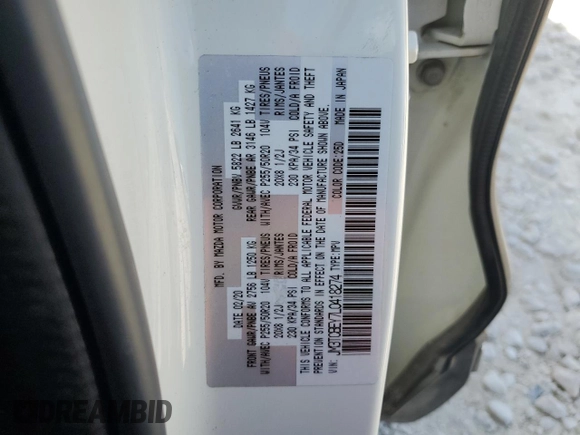 MFD. BY MAZDA MOTOR CORPORATION
DATE 02/20 GVWR/PNBV 5822 LB 2641 KG
FRONT GAWR/PNBE AV 2756 LB 1250 KG REAR GAWR/PNBE AR 3146 LB 1427 KG
WITH/AVEC P255/50R20 104V TIRES/PNEUS WITH/AVEC P255/50R20 104V TIRES/PNEUS
20X8 1/2J RIMS/JANTES 20X8 1/2J RIMS/JANTES
230 KPA/34 PSI COLD/A FROID 230 KPA/34 PSI COLD/A FROID
THIS VEHICLE CONFORMS TO ALL APPLICABLE FEDERAL MOTOR VEHICLE SAFETY AND THEFT
PREVENTION STANDARDS IN EFFECT ON THE DATE OF MANUFACTURE SHOWN ABOVE.
VIN: JM3TCBEY7L0418274 TYPE:MPV COLOR CODE:25D MADE IN JAPAN
DREAMBID